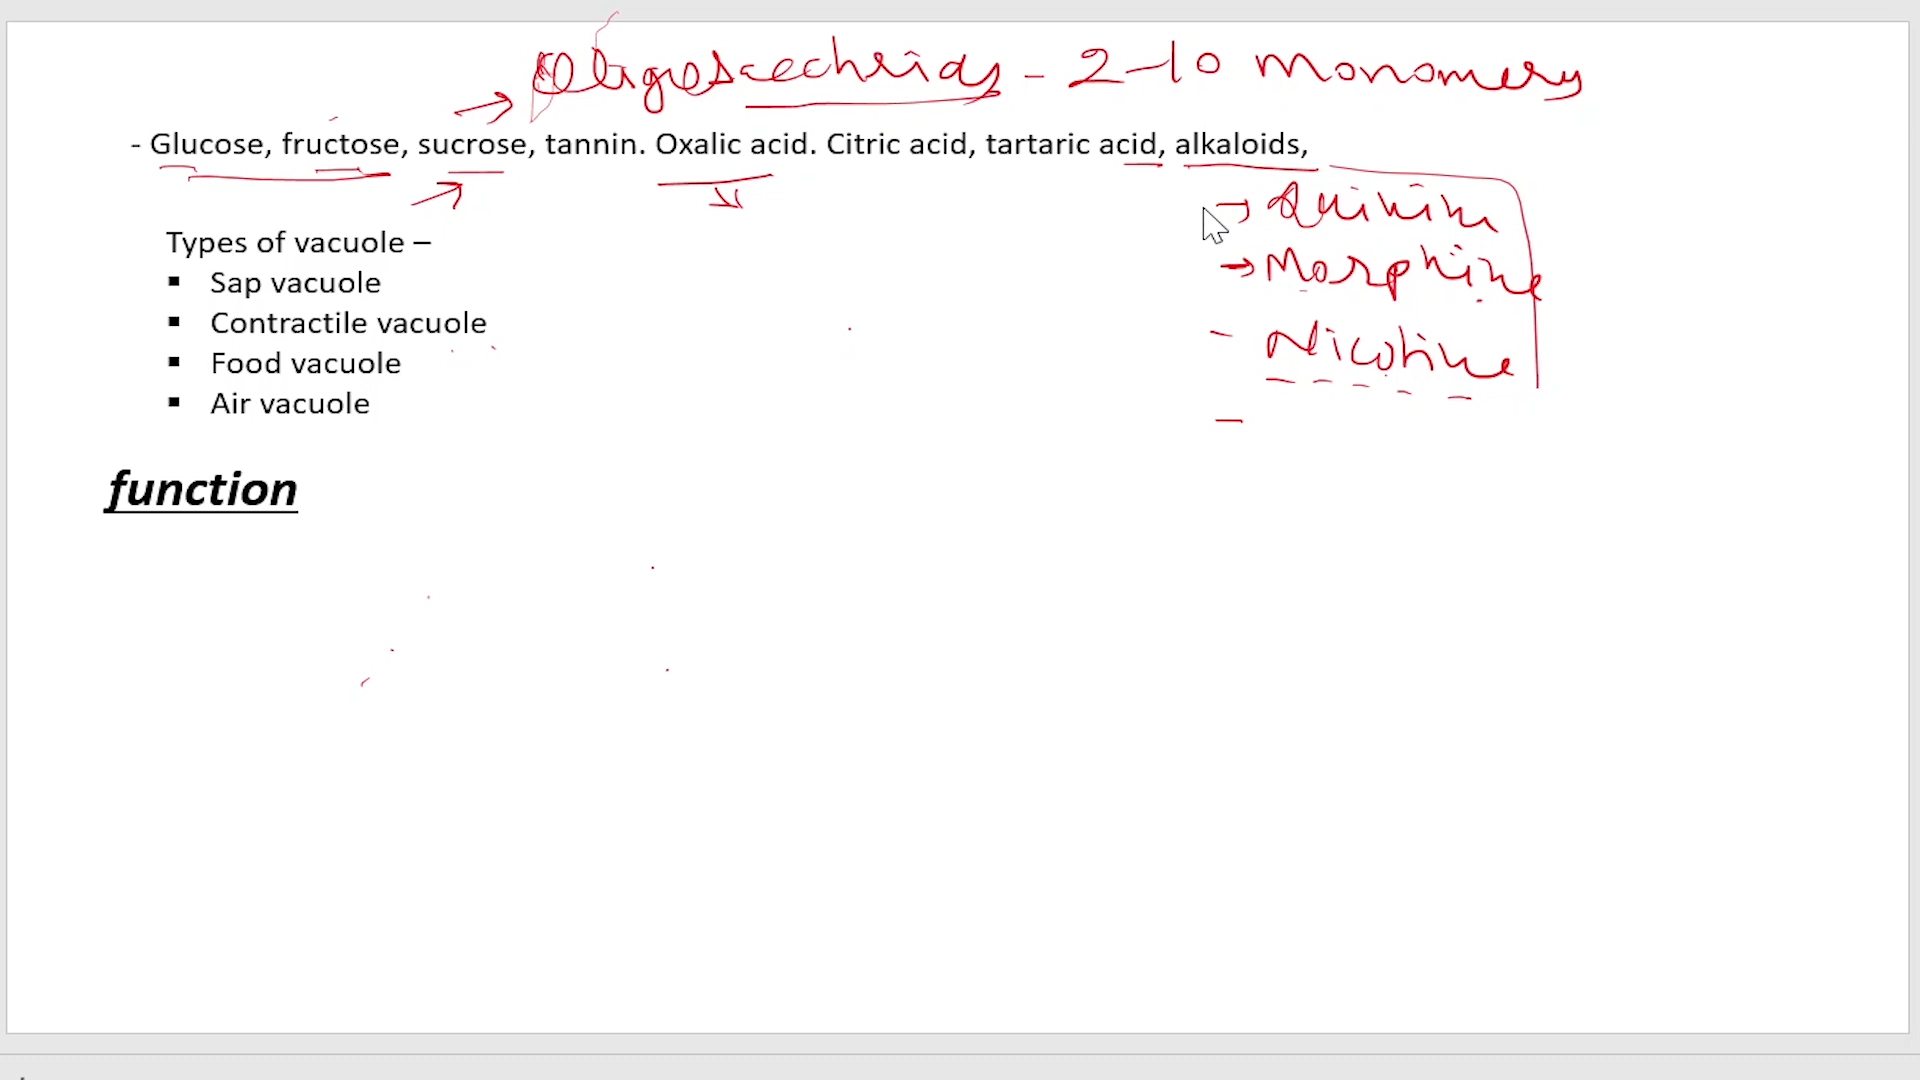 Oligosacchrids - 2-10 monomers
- Glucose, fructose, sucrose, tannin. Oxalic acid. Citric acid, tartaric acid, alkaloids,
→ Quinine
→ Morphine
- Nicotine
-
Types of vacuole –
▪ Sap vacuole
▪ Contractile vacuole
▪ Food vacuole
▪ Air vacuole
function